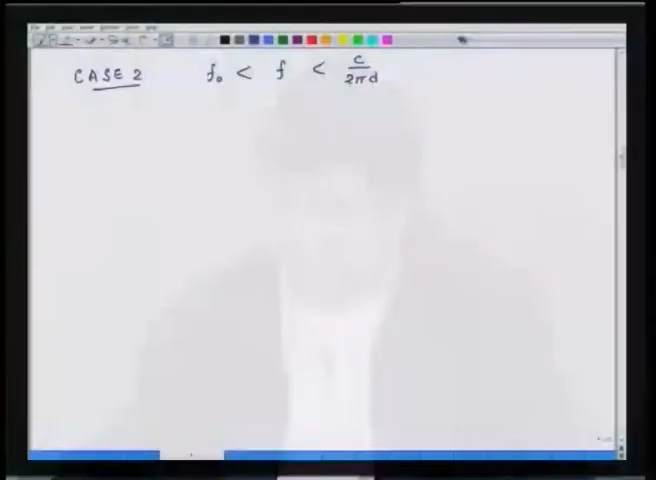 CASE 2 f₀ < f < c/2πd